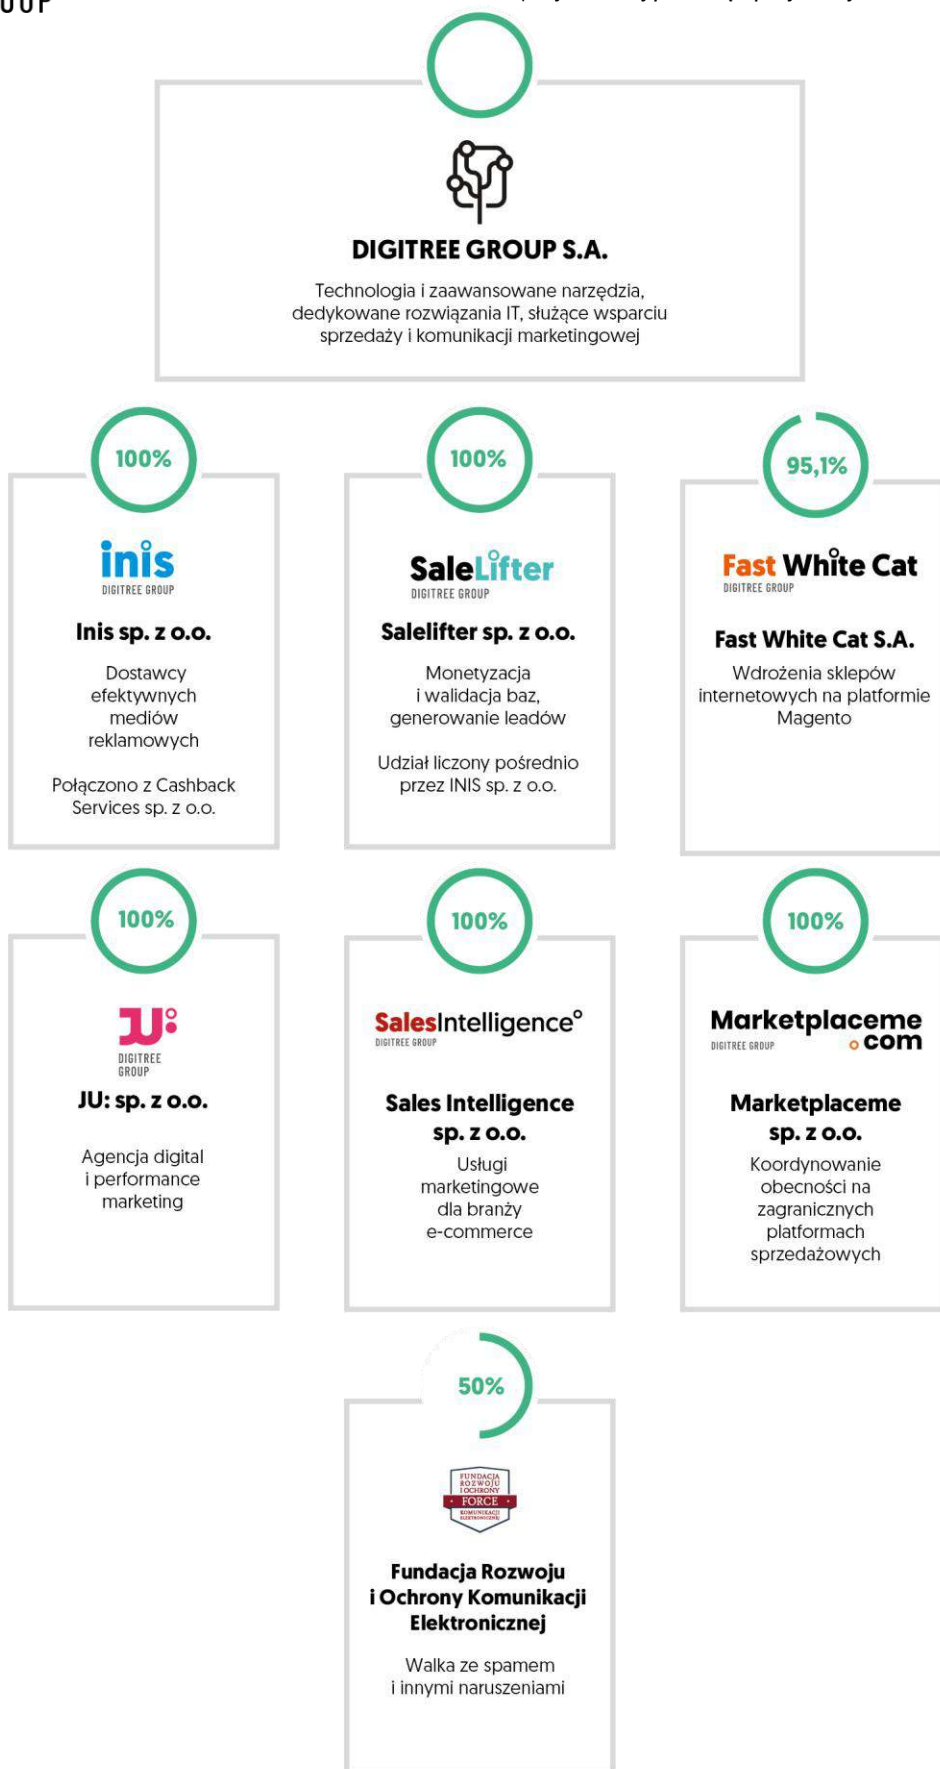 DIGITREE GROUP S.A.
Technologia i zaawansowane narzędzia,
dedykowane rozwiązania IT, służące wsparciu
sprzedaży i komunikacji marketingowej
100%
inis
DIGITREE GROUP
Inis sp. z o.o.
Dostawcy
efektywnych
mediów
reklamowych
Połączono z Cashback
Services sp. z o.o.
100%
SaleLifter
DIGITREE GROUP
Salelifter sp. z o.o.
Monetyzacja
i walidacja baz,
generowanie leadów
Udział liczony pośrednio
przez INIS sp. z o.o.
95,1%
Fast White Cat
DIGITREE GROUP
Fast White Cat S.A.
Wdrożenia sklepów
internetowych na platformie
Magento
100%
JU:
DIGITREE
GROUP
JU: sp. z o.o.
Agencja digital
i performance
marketing
100%
SalesIntelligence
DIGITREE GROUP
Sales Intelligence
sp. z o.o.
Usługi
marketingowe
dla branży
e-commerce
100%
Marketplaceme
DIGITREE GROUP
com
Marketplaceme
sp. z o.o.
Koordynowanie
obecności na
zagranicznych
platformach
sprzedażowych
50%
FUNDACJA
ROZWOJU
I OCHRONY
FORCE
KOMUNIKACJI
ELEKTRONICZNEJ
Fundacja Rozwoju
i Ochrony Komunikacji
Elektronicznej
Walka ze spamem
i innymi naruszeniami